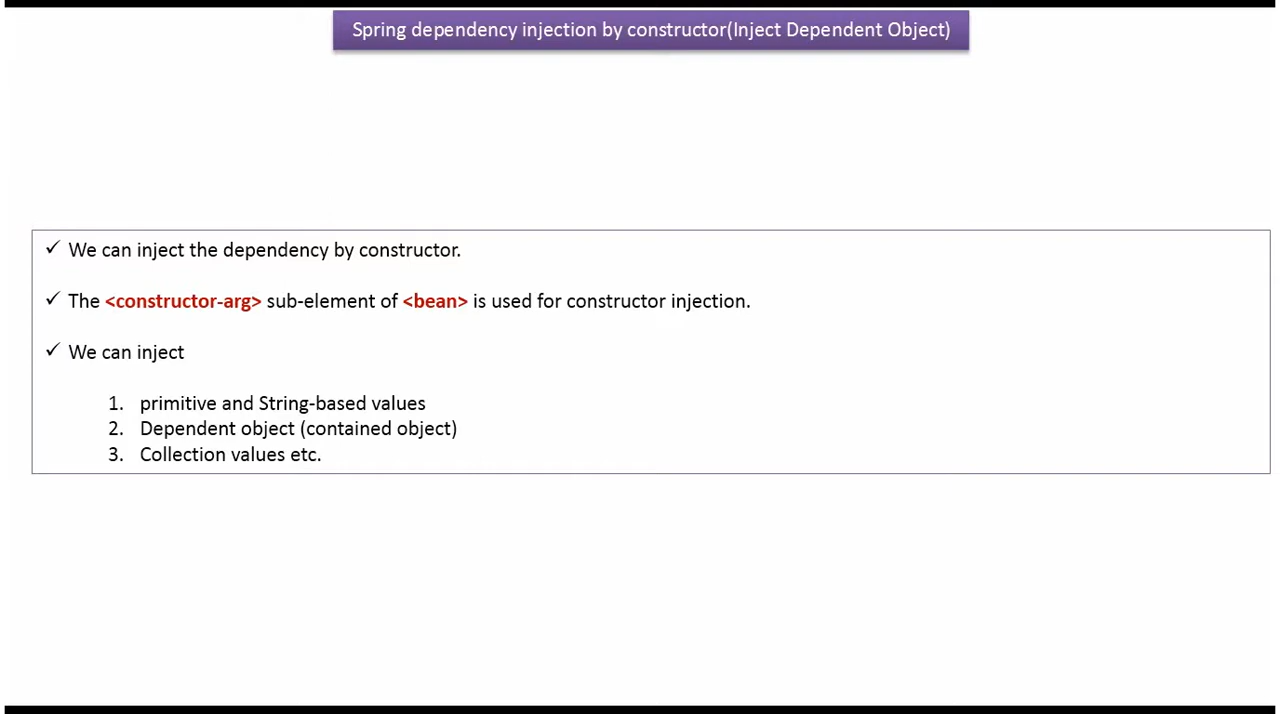 Spring dependency injection by constructor(Inject Dependent Object)
✓ We can inject the dependency by constructor.
✓ The <constructor-arg> sub-element of <bean> is used for constructor injection.
✓ We can inject
1. primitive and String-based values
2. Dependent object (contained object)
3. Collection values etc.